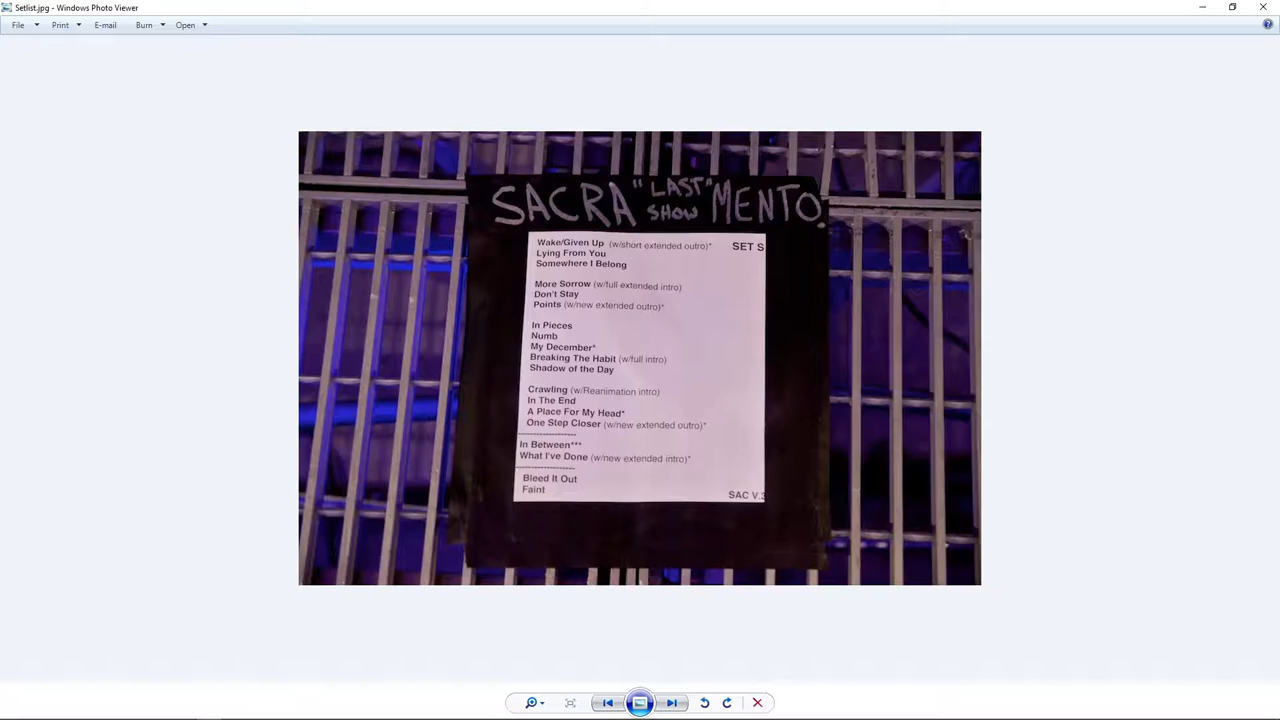 Setlist.jpg - Windows Photo Viewer
File Print E-mail Burn Open
SACRA "LAST" MENTO.
SHOW
Wake/Given Up (w/short extended outro)* SET S
Lying From You
Somewhere I Belong
More Sorrow (w/full extended intro)
Don't Stay
Points (w/new extended outro)*
In Pieces
Numb
My December*
Breaking The Habit (w/full intro)
Shadow of the Day
Crawling (w/Reanimation intro)
In The End
A Place For My Head*
One Step Closer (w/new extended outro)*
In Between***
What I've Done (w/new extended intro)*
Bleed It Out
Faint
SAC V.3